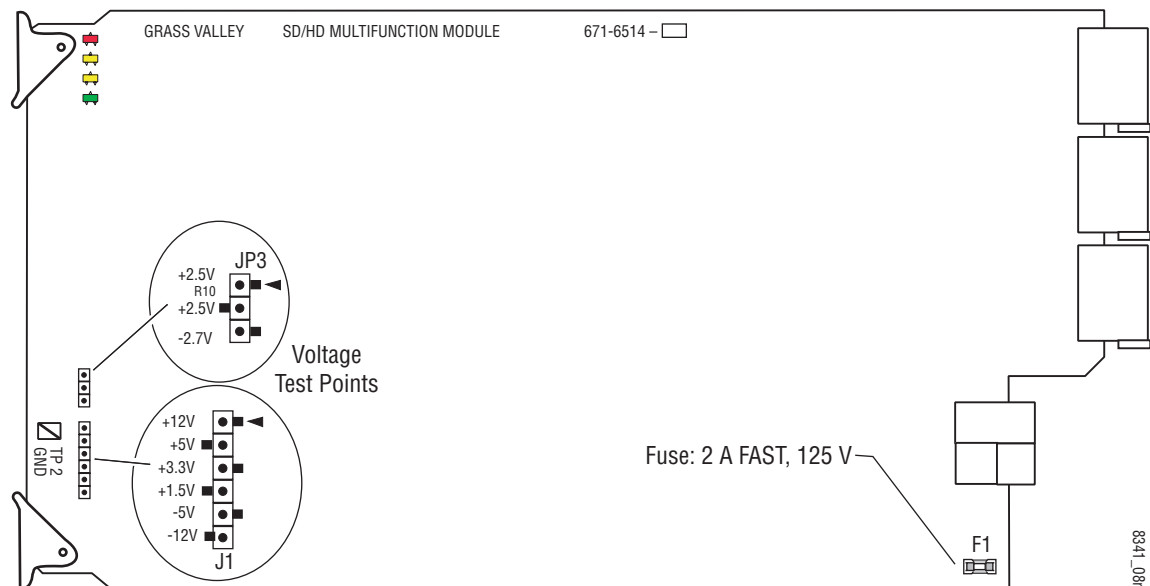 GRASS VALLEY SD/HD MULTIFUNCTION MODULE 671-6514 –
JP3
+2.5V
R10
+2.5V
-2.7V
Voltage
Test Points
+12V
+5V
+3.3V
+1.5V
-5V
-12V
J1
TP 2
GND
Fuse: 2 A FAST, 125 V
F1